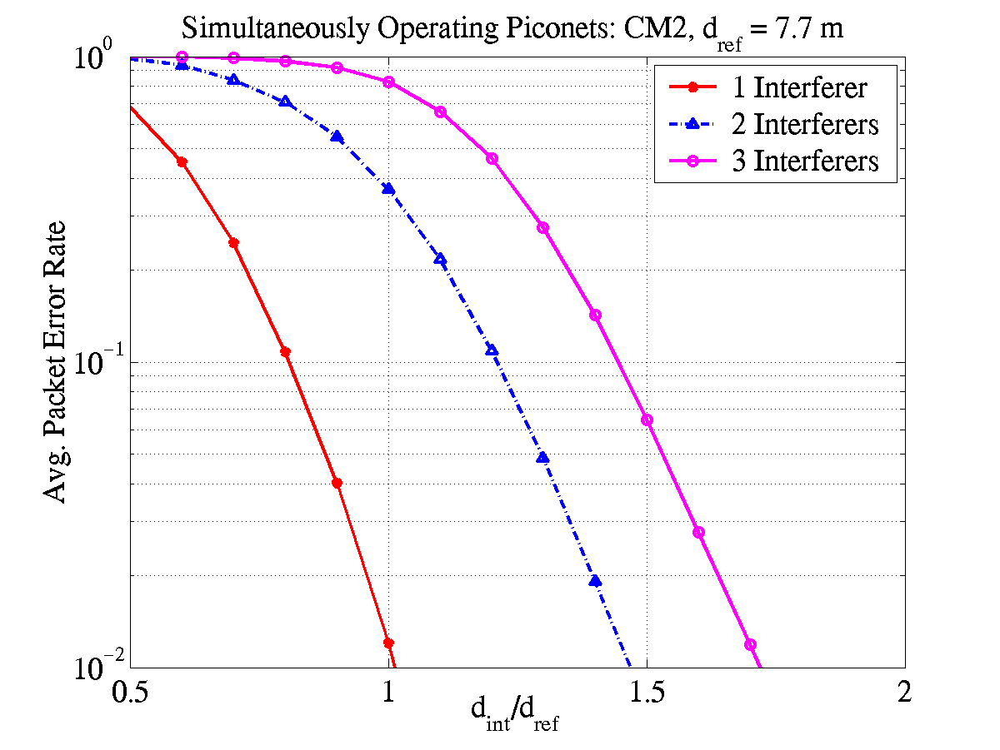 Simultaneously Operating Piconets: CM2, d_ref = 7.7 m
1 Interferer
2 Interferers
3 Interferers
Avg. Packet Error Rate
10^0
10^−1
10^−2
0.5
1
1.5
2
d_int/d_ref